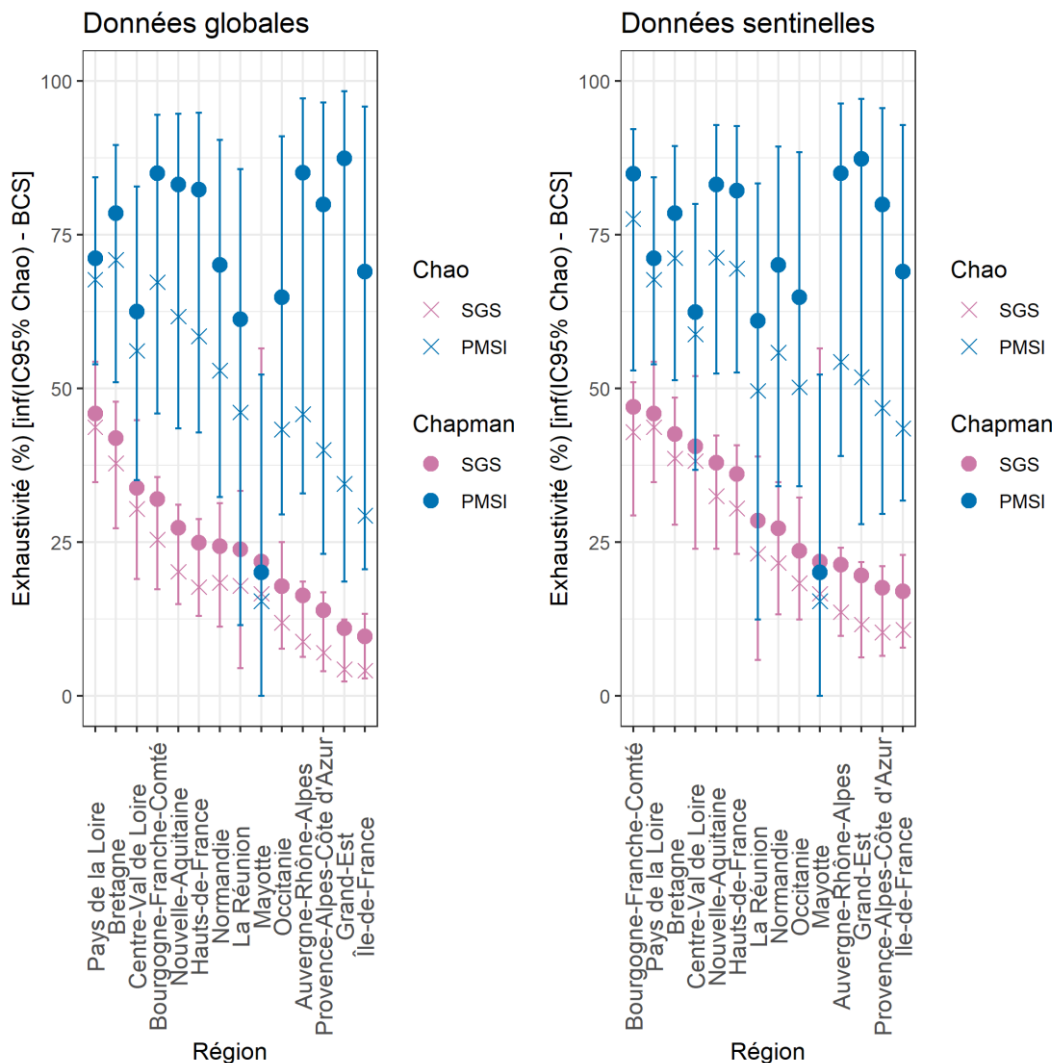 Données globales
Exhaustivité (%) [inf(IC95% Chao) - BCS]
100
75
50
25
0
Pays de la Loire
Bretagne
Centre-Val de Loire
Bourgogne-Franche-Comté
Nouvelle-Aquitaine
Hauts-de-France
Normandie
La Réunion
Mayotte
Occitanie
Auvergne-Rhône-Alpes
Provence-Alpes-Côte d'Azur
Grand-Est
Île-de-France
Région
Chao
SGS
PMSI
Chapman
SGS
PMSI
Données sentinelles
Exhaustivité (%) [inf(IC95% Chao) - BCS]
100
75
50
25
0
Bourgogne-Franche-Comté
Pays de la Loire
Bretagne
Centre-Val de Loire
Nouvelle-Aquitaine
Hauts-de-France
La Réunion
Normandie
Occitanie
Mayotte
Auvergne-Rhône-Alpes
Grand-Est
Provence-Alpes-Côte d'Azur
Île-de-France
Région
Chao
SGS
PMSI
Chapman
SGS
PMSI